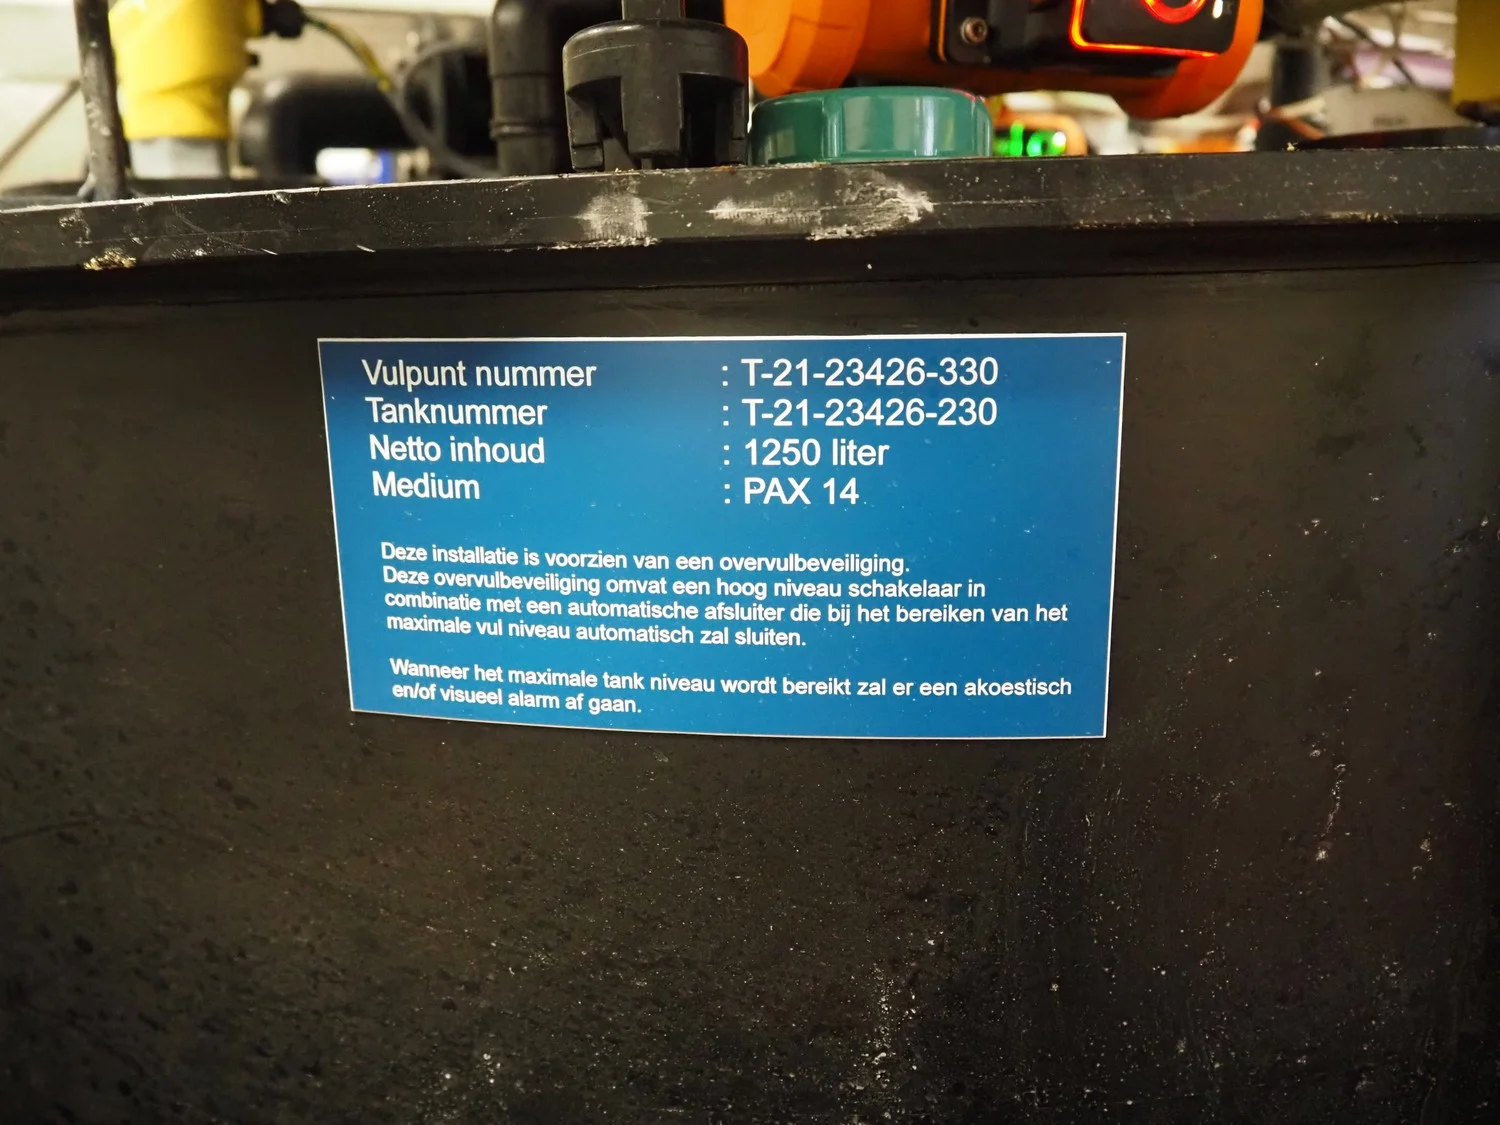 Vulpunt nummer : T-21-23426-330
Tanknummer : T-21-23426-230
Netto inhoud : 1250 liter
Medium : PAX 14
Deze installatie is voorzien van een overvulbeveiliging.
Deze overvulbeveiliging omvat een hoog niveau schakelaar in
combinatie met een automatische afsluiter die bij het bereiken van het
maximale vul niveau automatisch zal sluiten.
Wanneer het maximale tank niveau wordt bereikt zal er een akoestisch
en/of visueel alarm af gaan.